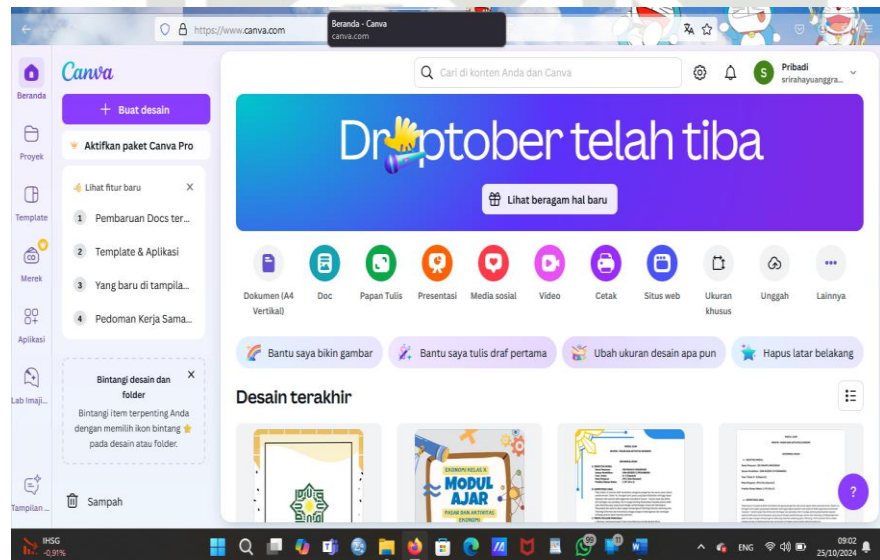 https://www.canva.com
Beranda - Canva
canva.com
Canva
Cari di konten Anda dan Canva
S
Pribadi
srirahayuanggra...
Beranda
Proyek
Template
Merek
Aplikasi
Lab Imaji...
Tampilan ...
+ Buat desain
Aktifkan paket Canva Pro
Lihat fitur baru X
1 Pembaruan Docs ter...
2 Template & Aplikasi
3 Yang baru di tampila...
4 Pedoman Kerja Sama...
Bintangi desain dan X
folder
Bintangi item terpenting Anda
dengan memilih ikon bintang
pada desain atau folder.
Sampah
Droptober telah tiba
Lihat beragam hal baru
Dokumen (A4
Vertikal)
Doc
Papan Tulis
Presentasi
Media sosial
Video
Cetak
Situs web
Ukuran
khusus
Unggah
Lainnya
Bantu saya bikin gambar
Bantu saya tulis draf pertama
Ubah ukuran desain apa pun
Hapus latar belakang
Desain terakhir
EKONOMI KELAS X
MODUL
AJAR
PASAR DAN AKTIVITAS
EKONOMI
?
IHSG
-0,91%
99
ENG
09:02
25/10/2024